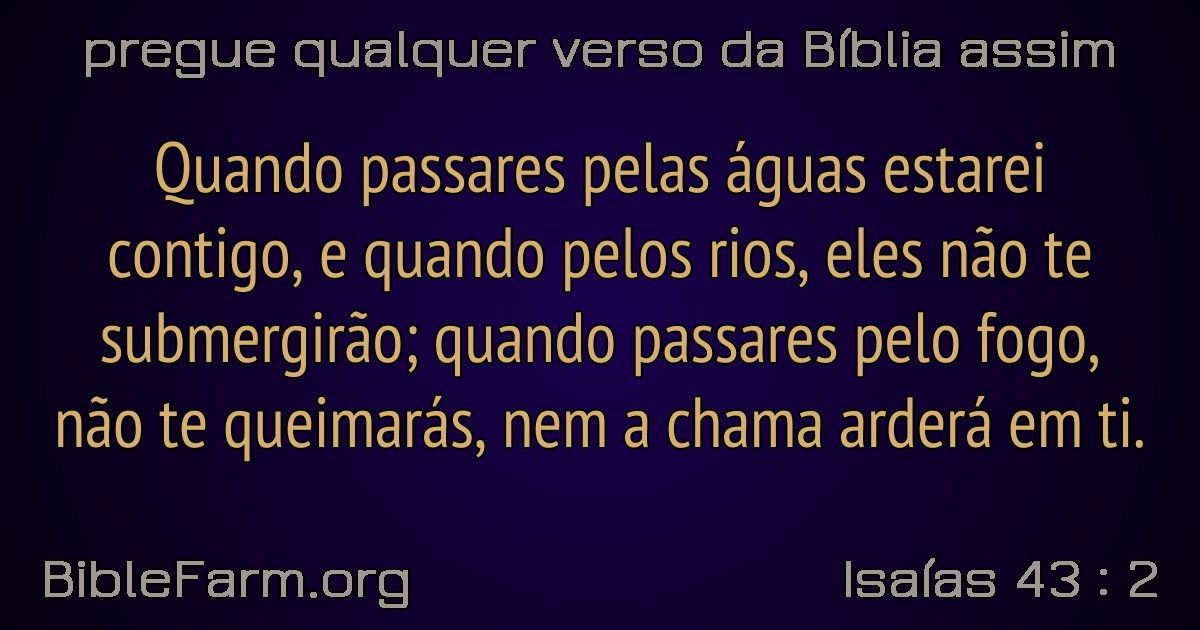 pregue qualquer verso da Bíblia assim
Quando passares pelas águas estarei
contigo, e quando pelos rios, eles não te
submergirão; quando passares pelo fogo,
não te queimarás, nem a chama arderá em ti.
BibleFarm.org
Isaías 43 : 2